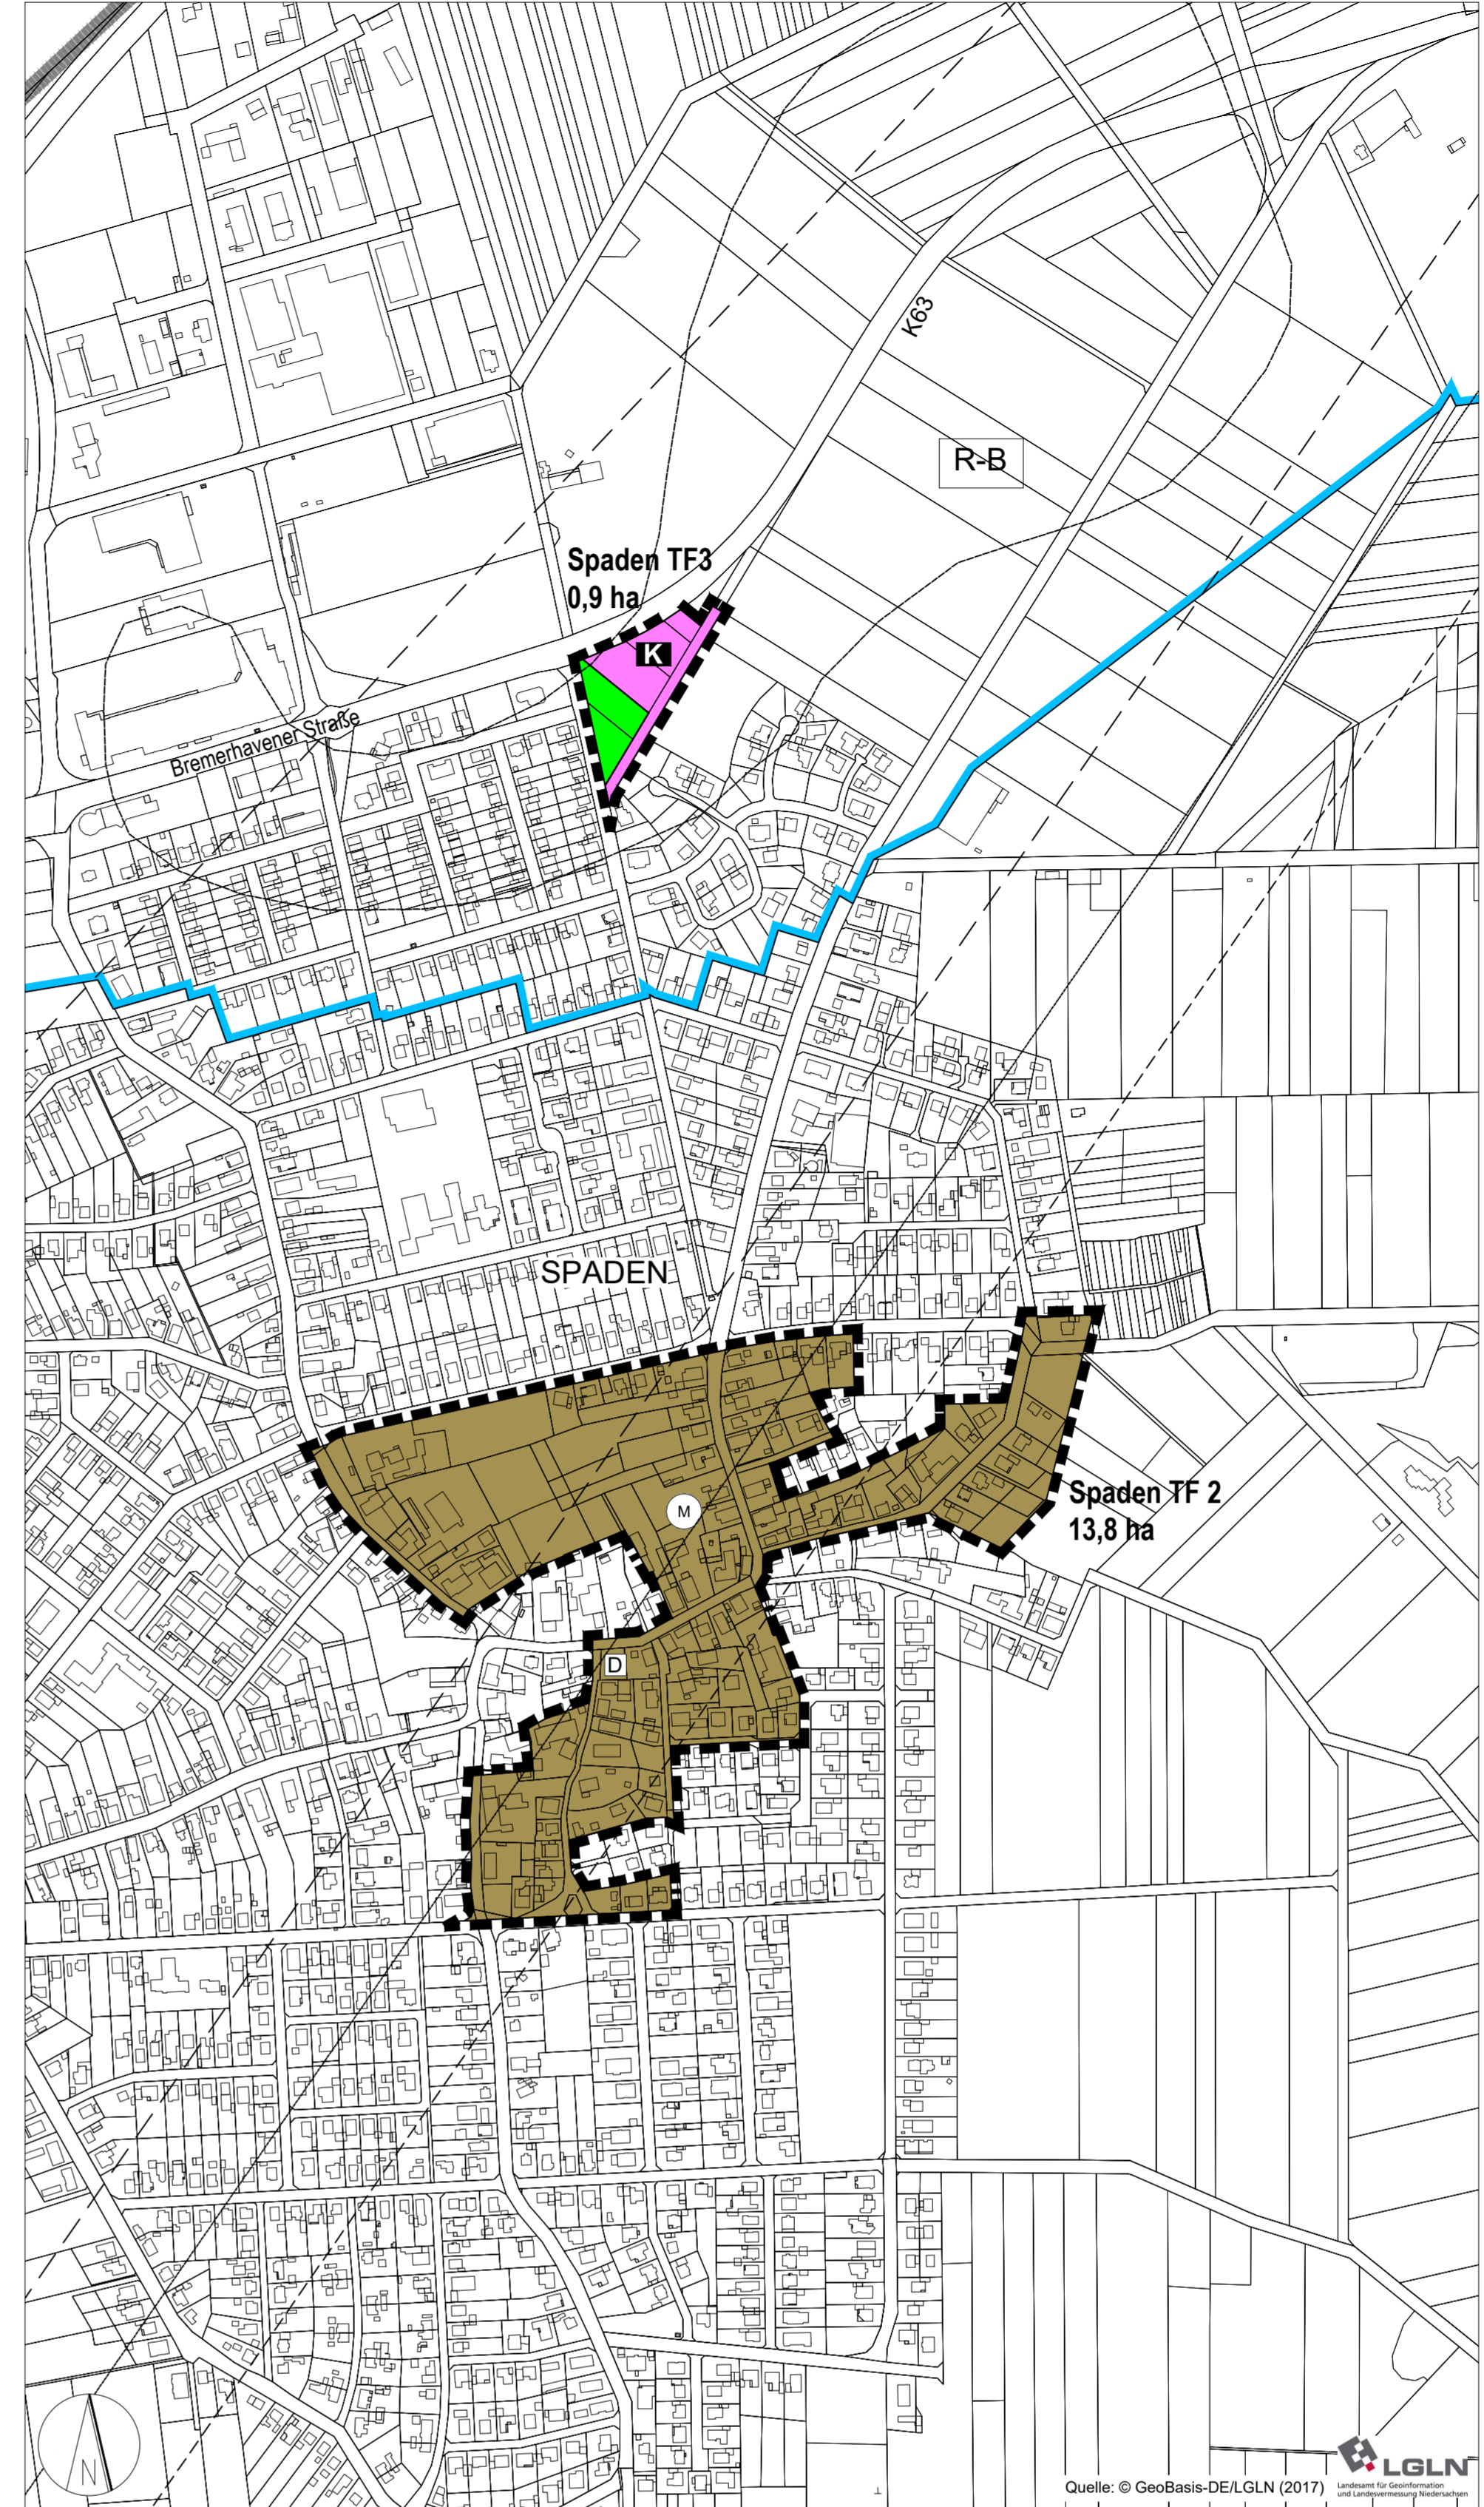 K63
R-B
Spaden TF3
0,9 ha
K
Bremerhavener Straße
SPADEN
M
Spaden TF 2
13,8 ha
D
N
Quelle: © GeoBasis-DE/LGLN (2017)
LGLN
Landesamt für Geoinformation
und Landesvermessung Niedersachsen